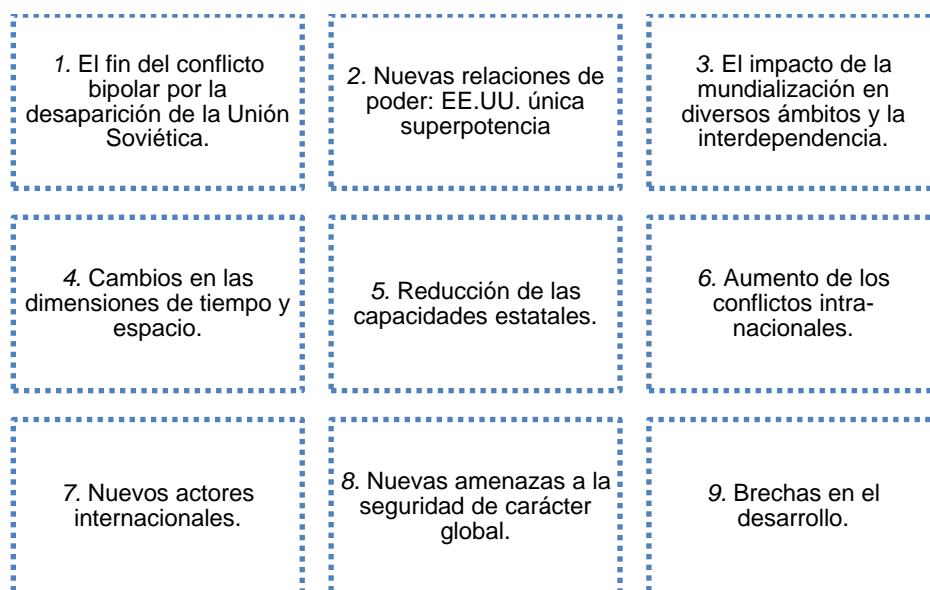 1. El fin del conflicto
bipolar por la
desaparición de la Unión
Soviética.
2. Nuevas relaciones de
poder: EE.UU. única
superpotencia
3. El impacto de la
mundialización en
diversos ámbitos y la
interdependencia.
4. Cambios en las
dimensiones de tiempo y
espacio.
5. Reducción de las
capacidades estatales.
6. Aumento de los
conflictos intra-
nacionales.
7. Nuevos actores
internacionales.
8. Nuevas amenazas a la
seguridad de carácter
global.
9. Brechas en el
desarrollo.